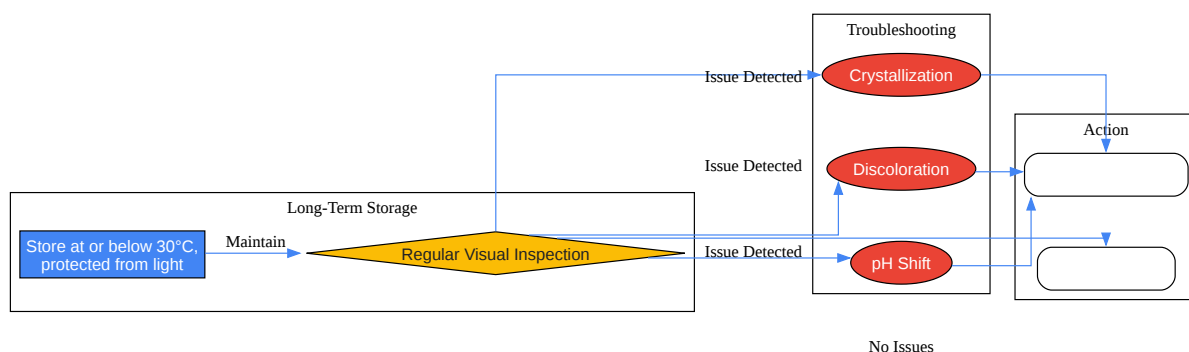 Troubleshooting
Issue Detected
Crystallization
Action
Issue Detected
Discoloration
Long-Term Storage
Store at or below 30°C,
protected from light
Maintain
Regular Visual Inspection
Issue Detected
pH Shift
No Issues